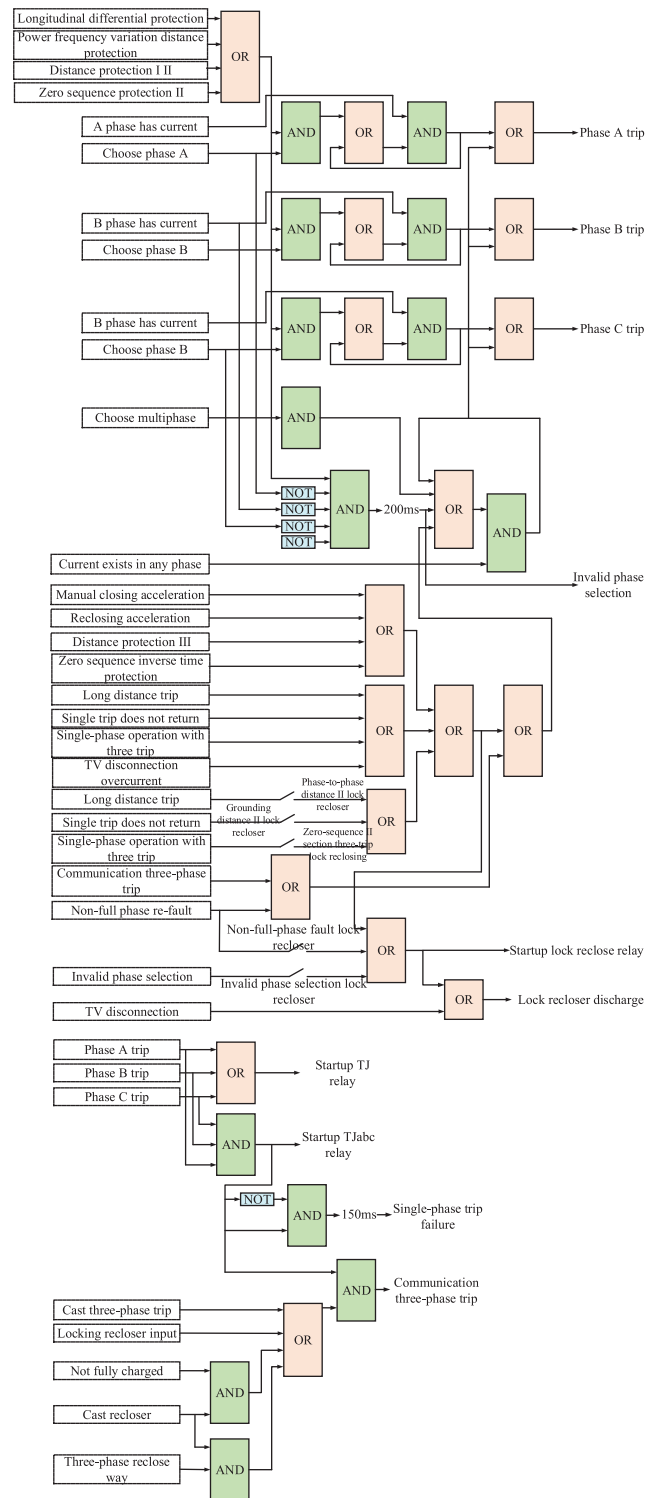 Longitudinal differential protection
Power frequency variation distance
protection
Distance protection I II
Zero sequence protection II
OR
A phase has current
Choose phase A
AND
OR
AND
OR
Phase A trip
B phase has current
Choose phase B
AND
OR
AND
OR
Phase B trip
B phase has current
Choose phase B
AND
OR
AND
OR
Phase C trip
Choose multiphase
AND
NOT
NOT
NOT
NOT
AND
200ms
OR
AND
Current exists in any phase
Invalid phase
selection
Manual closing acceleration
Reclosing acceleration
Distance protection III
Zero sequence inverse time
protection
OR
Long distance trip
Single trip does not return
Single-phase operation with
three trip
TV disconnection
overcurrent
OR
OR
OR
Long distance trip
Phase-to-phase
distance II lock
recloser
Single trip does not return
Grounding
distance II lock
recloser
Single-phase operation with
three trip
Zero-sequence II
section three-trip
lock reclosing
OR
Communication three-phase
trip
Non-full phase re-fault
OR
Non-full-phase fault lock
recloser
Invalid phase selection
Invalid phase selection lock
recloser
OR
Startup lock reclose relay
TV disconnection
OR
Lock recloser discharge
Phase A trip
Phase B trip
Phase C trip
OR
Startup TJ
relay
AND
Startup TJabc
relay
NOT
AND
150ms
Single-phase trip
failure
AND
Communication
three-phase trip
Cast three-phase trip
Locking recloser input
OR
Not fully charged
AND
Cast recloser
Three-phase reclose
way
AND